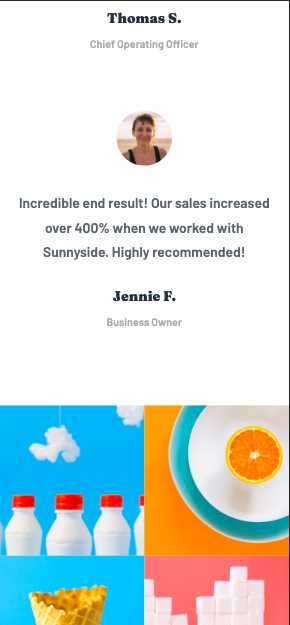 Thomas S.
Chief Operating Officer
Incredible end result! Our sales increased
over 400% when we worked with
Sunnyside. Highly recommended!
Jennie F.
Business Owner